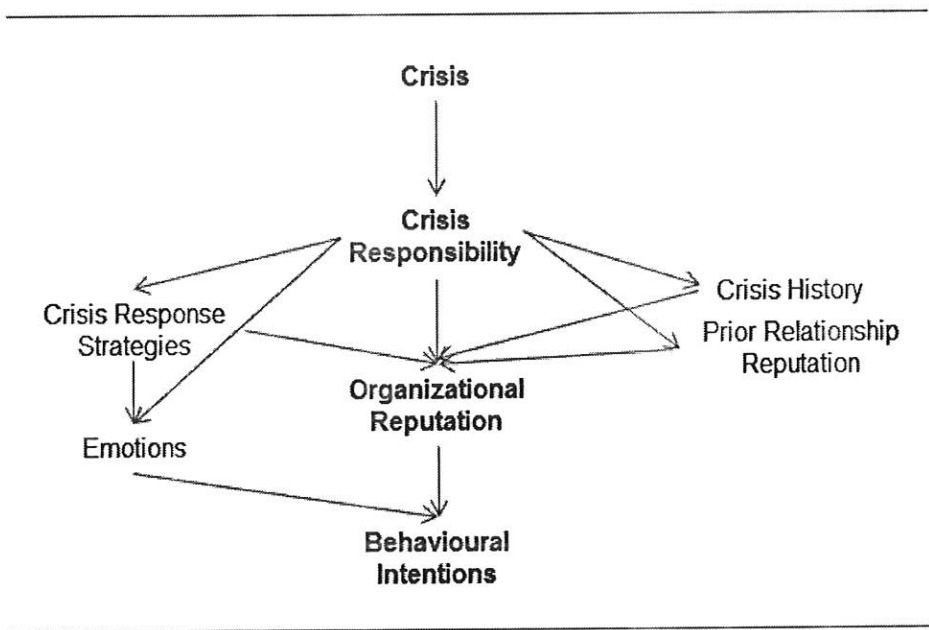 Crisis
Crisis
Responsibility
Crisis Response
Strategies
Crisis History
Prior Relationship
Reputation
Organizational
Reputation
Emotions
Behavioural
Intentions